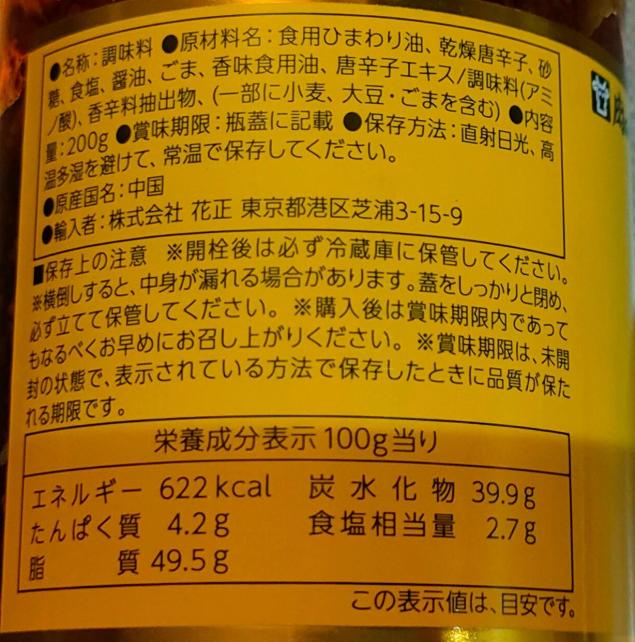 ●名称：調味料 ●原材料名：食用ひまわり油、乾燥唐辛子、砂
糖、食塩、醤油、ごま、香味食用油、唐辛子エキス/調味料(アミ
ノ酸)、香辛料抽出物、(一部に小麦、大豆・ごまを含む) ●内容
量：200g ●賞味期限：瓶蓋に記載 ●保存方法：直射日光、高
温多湿を避けて、常温で保存してください。
●原産国名：中国
●輸入者：株式会社 花正 東京都港区芝浦3-15-9
■保存上の注意 ※開栓後は必ず冷蔵庫に保管してください。
※横倒しすると、中身が漏れる場合があります。蓋をしっかりと閉め、
必ず立てて保管してください。※購入後は賞味期限内であって
もなるべくお早めにお召し上がりください。※賞味期限は、未開
封の状態で、表示されている方法で保存したときに品質が保た
れる期限です。
栄養成分表示 100g当り
エネルギー 622kcal 炭水化物 39.9g
たんぱく質 4.2g 食塩相当量 2.7g
脂質 49.5g
この表示値は、目安です。